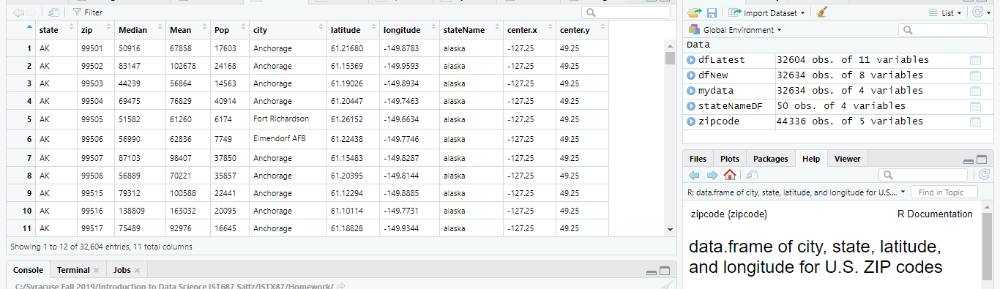 Filter
state zip Median Mean Pop city latitude longitude stateName center.x center.y
1 AK 99501 50916 67858 17603 Anchorage 61.21680 -149.8783 alaska -127.25 49.25
2 AK 99502 83147 102678 24168 Anchorage 61.15369 -149.9593 alaska -127.25 49.25
3 AK 99503 44239 56864 14563 Anchorage 61.19026 -149.8934 alaska -127.25 49.25
4 AK 99504 69475 76829 40914 Anchorage 61.20447 -149.7463 alaska -127.25 49.25
5 AK 99505 51582 61260 6174 Fort Richardson 61.26152 -149.6634 alaska -127.25 49.25
6 AK 99506 56990 62836 7749 Elmendorf AFB 61.22438 -149.7746 alaska -127.25 49.25
7 AK 99507 87103 98407 37850 Anchorage 61.15483 -149.8287 alaska -127.25 49.25
8 AK 99508 56889 70221 35857 Anchorage 61.20395 -149.8144 alaska -127.25 49.25
9 AK 99515 79312 100588 22441 Anchorage 61.12294 -149.8885 alaska -127.25 49.25
10 AK 99516 138809 163032 20095 Anchorage 61.10114 -149.7731 alaska -127.25 49.25
11 AK 99517 75489 92976 16645 Anchorage 61.18828 -149.9344 alaska -127.25 49.25
Showing 1 to 12 of 32,604 entries, 11 total columns
Console Terminal Jobs
C:/Syracuse Fall 2019/Introduction to Data Science IST687 Saltz/ISTX87/Homework/
Import Dataset List
Global Environment
Data
dfLatest 32604 obs. of 11 variables
dfNew 32634 obs. of 8 variables
mydata 32634 obs. of 4 variables
stateNameDF 50 obs. of 4 variables
zipcode 44336 obs. of 5 variables
Files Plots Packages Help Viewer
R: data.frame of city, state, latitude, and longitude for U.S.... Find in Topic
zipcode {zipcode} R Documentation
data.frame of city, state, latitude,
and longitude for U.S. ZIP codes